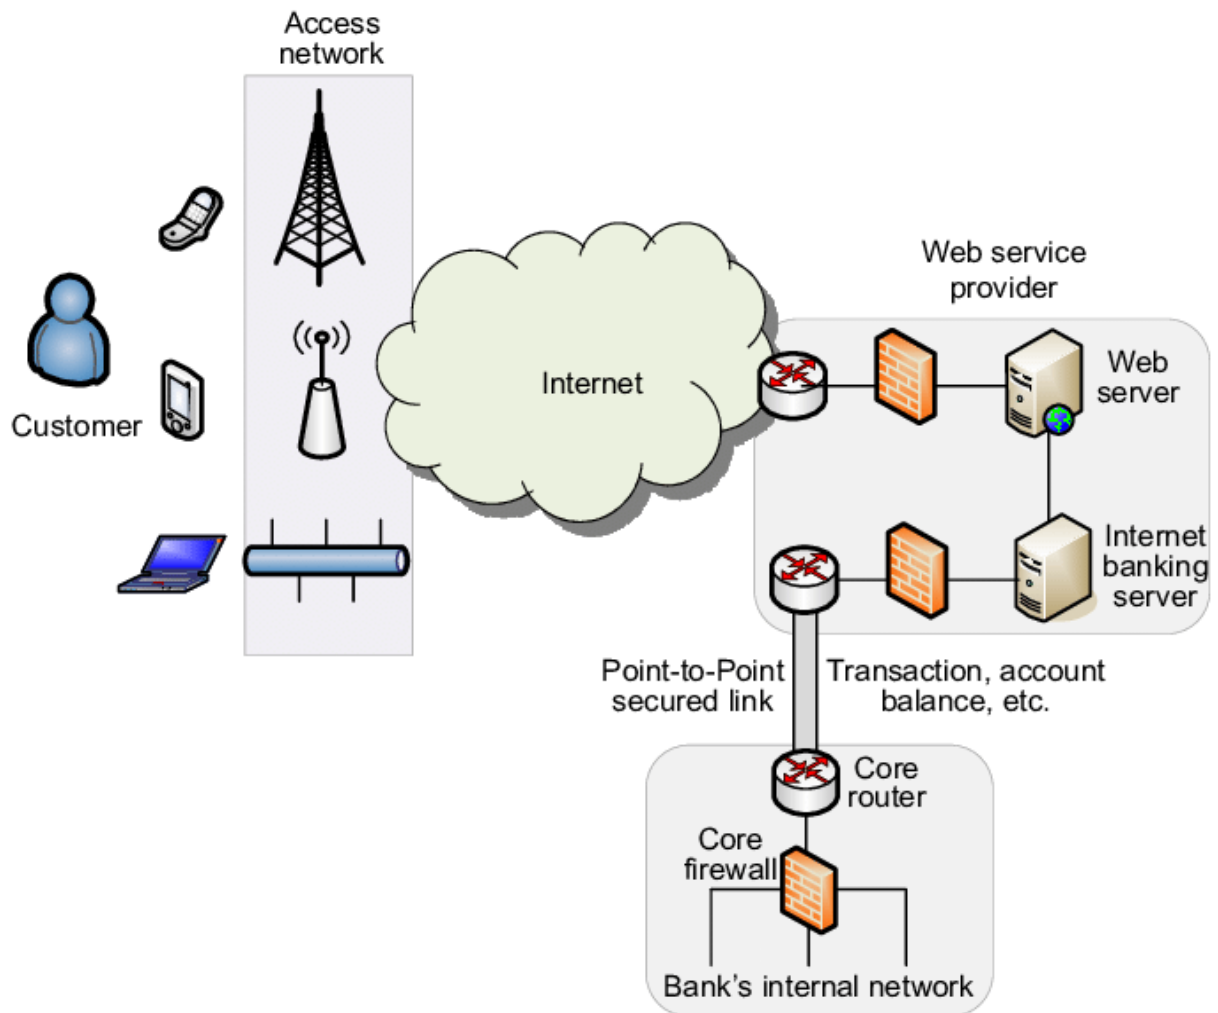 Access
network
Customer
Internet
Web service
provider
Web
server
Internet
banking
server
Point-to-Point
secured link
Transaction, account
balance, etc.
Core
router
Core
firewall
Bank's internal network